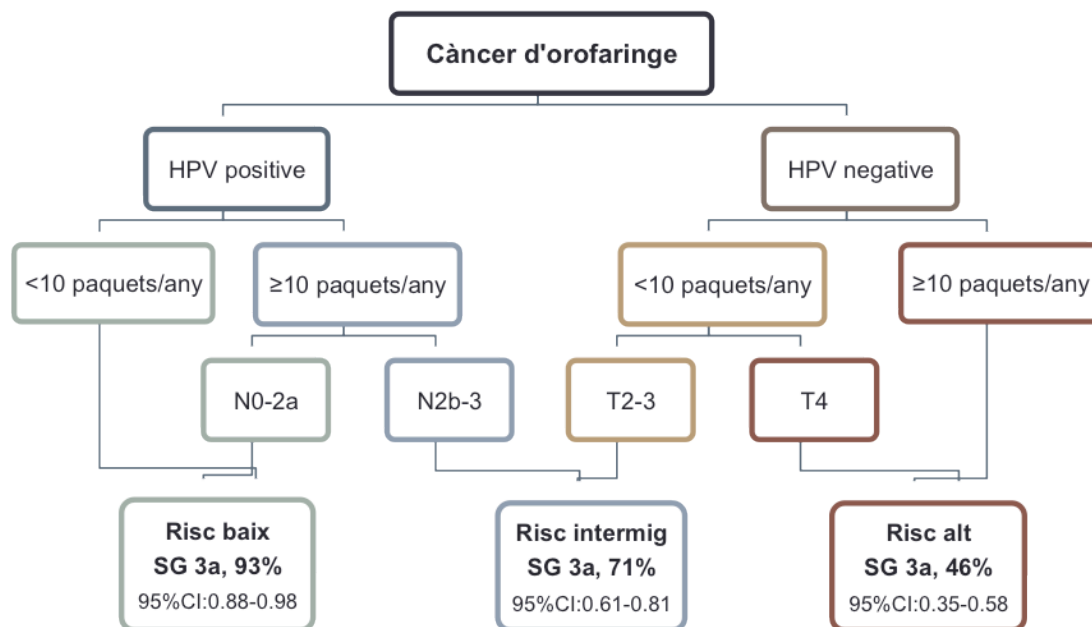 Càncer d'orofaringe
HPV positive
HPV negative
<10 paquets/any
≥10 paquets/any
<10 paquets/any
≥10 paquets/any
N0-2a
N2b-3
T2-3
T4
Risc baix
SG 3a, 93%
95%CI:0.88-0.98
Risc intermig
SG 3a, 71%
95%CI:0.61-0.81
Risc alt
SG 3a, 46%
95%CI:0.35-0.58